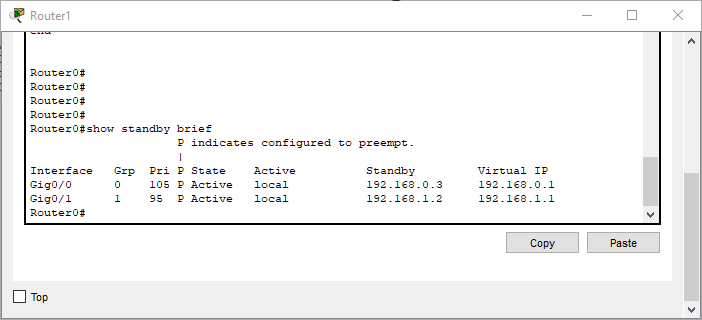 Router1
end
Router0#
Router0#
Router0#
Router0#
Router0#show standby brief
P indicates configured to preempt.
|
Interface Grp Pri P State Active Standby Virtual IP
Gig0/0 0 105 P Active local 192.168.0.3 192.168.0.1
Gig0/1 1 95 P Active local 192.168.1.2 192.168.1.1
Router0#
Copy Paste
Top